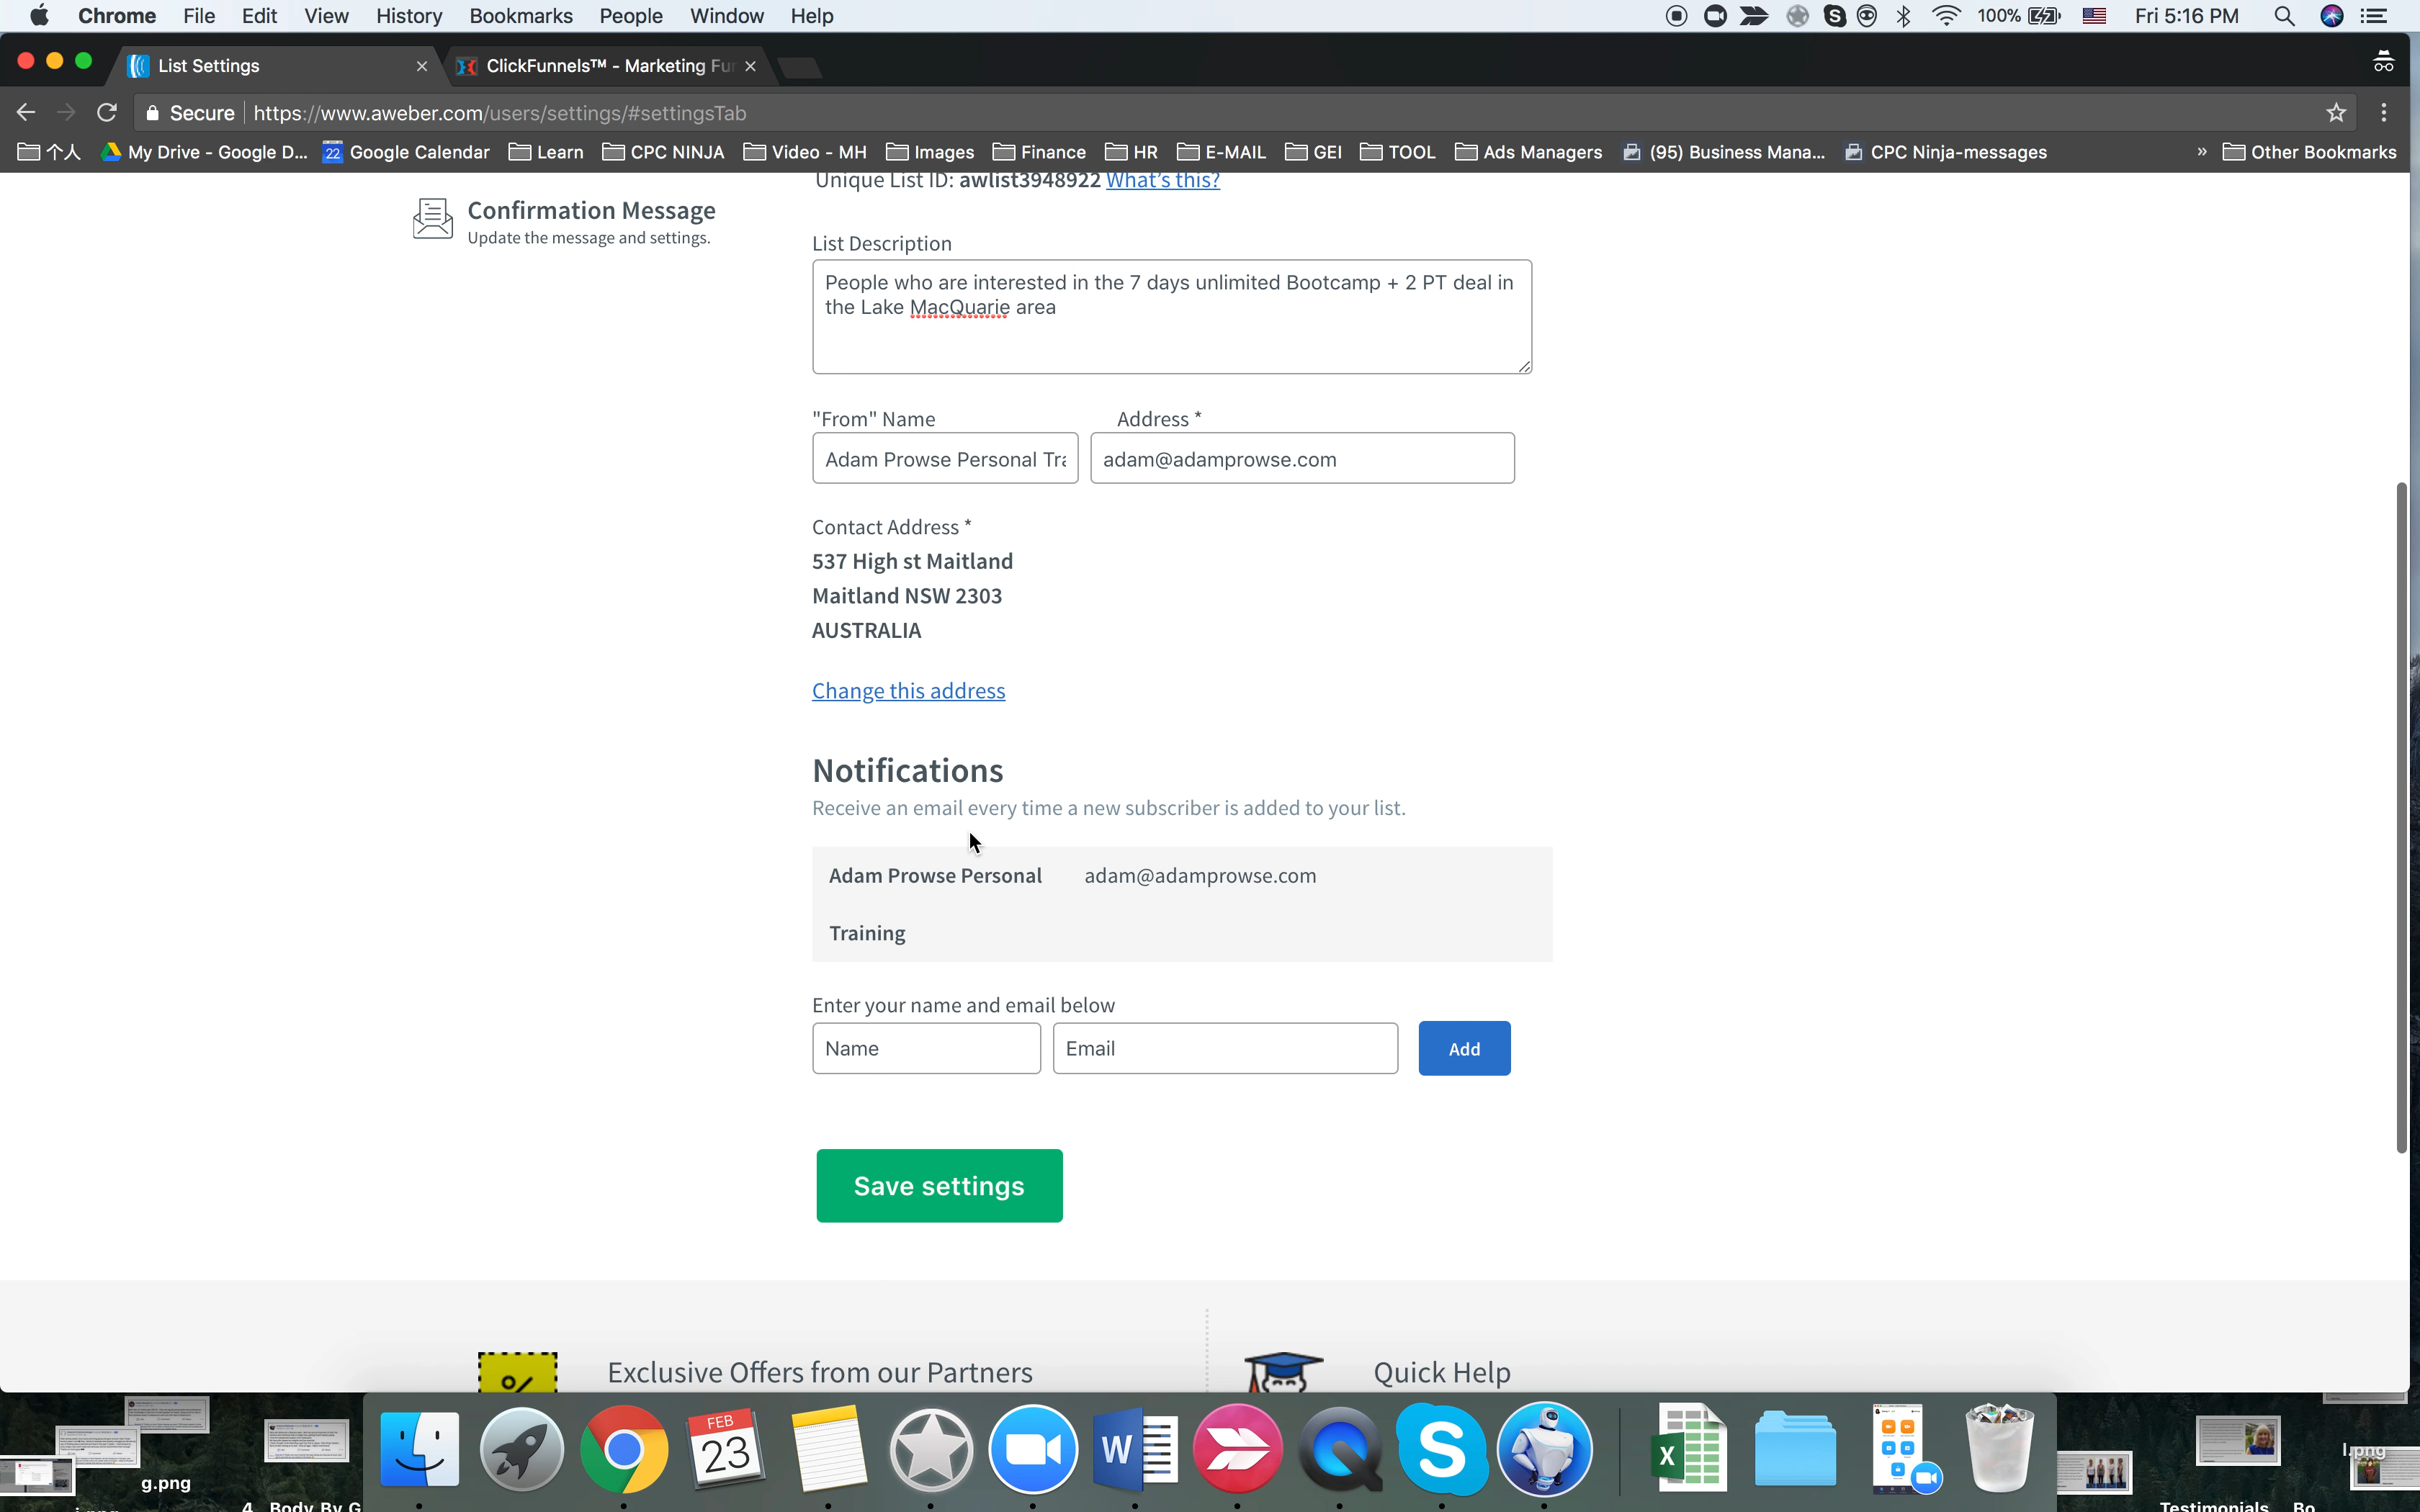 Chrome File Edit View History Bookmarks People Window Help 100% Fri 5:16 PM
List Settings ClickFunnels™ - Marketing Fu
Secure https://www.aweber.com/users/settings/#settingsTab
个人 My Drive - Google D... 22 Google Calendar Learn CPC NINJA Video - MH Images Finance HR E-MAIL GEI TOOL Ads Managers (95) Business Mana... CPC Ninja-messages » Other Bookmarks
Unique List ID: awlist3948922 What's this?
Confirmation Message
Update the message and settings.
List Description
People who are interested in the 7 days unlimited Bootcamp + 2 PT deal in
the Lake MacQuarie area
"From" Name Address *
Adam Prowse Personal Tra adam@adamprowse.com
Contact Address *
537 High st Maitland
Maitland NSW 2303
AUSTRALIA
Change this address
Notifications
Receive an email every time a new subscriber is added to your list.
Adam Prowse Personal adam@adamprowse.com
Training
Enter your name and email below
Name Email Add
Save settings
% Exclusive Offers from our Partners Quick Help
FEB
23
W
S
X
g.png
l.png
4 Body By G
Testimonials Bo